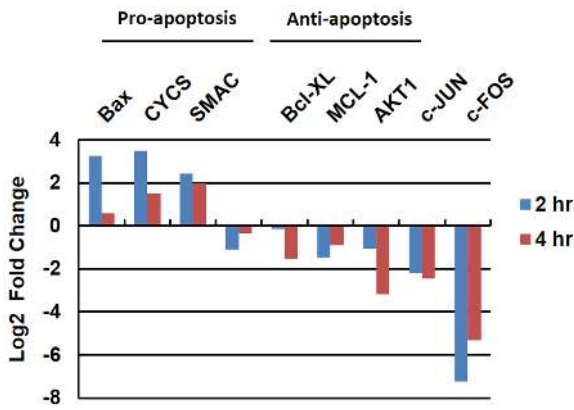 Pro-apoptosis Anti-apoptosis
Bax CYCS SMAC Bcl-XL MCL-1 AKT1 c-JUN c-FOS
4
2
0
-2
-4
-6
-8
Log2 Fold Change
2 hr
4 hr